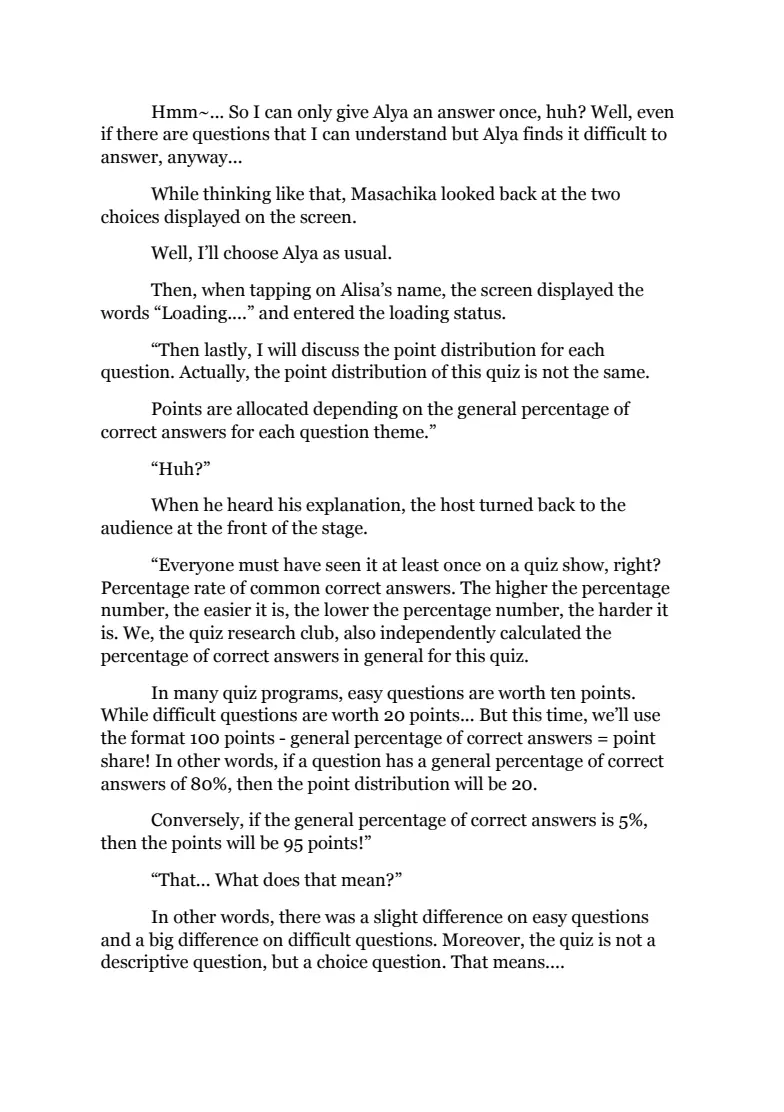 Hmm~... So I can only give Alya an answer once, huh? Well, even
if there are questions that I can understand but Alya finds it difficult to
answer, anyway...
While thinking like that, Masachika looked back at the two
choices displayed on the screen.
Well, I’ll choose Alya as usual.
Then, when tapping on Alisa’s name, the screen displayed the
words “Loading....” and entered the loading status.
“Then lastly, I will discuss the point distribution for each
question. Actually, the point distribution of this quiz is not the same.
Points are allocated depending on the general percentage of
correct answers for each question theme.”
“Huh?”
When he heard his explanation, the host turned back to the
audience at the front of the stage.
“Everyone must have seen it at least once on a quiz show, right?
Percentage rate of common correct answers. The higher the percentage
number, the easier it is, the lower the percentage number, the harder it
is. We, the quiz research club, also independently calculated the
percentage of correct answers in general for this quiz.
In many quiz programs, easy questions are worth ten points.
While difficult questions are worth 20 points... But this time, we’ll use
the format 100 points - general percentage of correct answers = point
share! In other words, if a question has a general percentage of correct
answers of 80%, then the point distribution will be 20.
Conversely, if the general percentage of correct answers is 5%,
then the points will be 95 points!”
“That... What does that mean?”
In other words, there was a slight difference on easy questions
and a big difference on difficult questions. Moreover, the quiz is not a
descriptive question, but a choice question. That means....